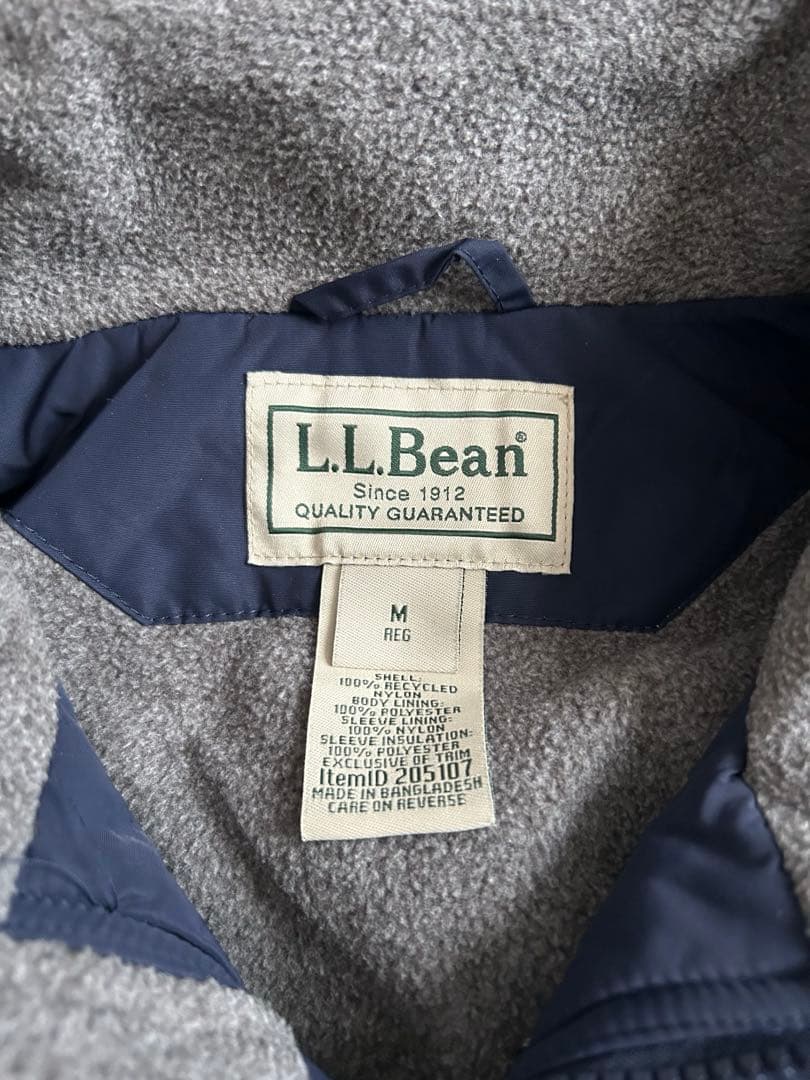 L.L.Bean®
Since 1912
QUALITY GUARANTEED
M
REG
SHELL:
100% RECYCLED
NYLON
BODY LINING:
100% POLYESTER
SLEEVE LINING:
100% NYLON
SLEEVE INSULATION:
100% POLYESTER
EXCLUSIVE OF TRIM
ItemID 205107
MADE IN BANGLADESH
CARE ON REVERSE